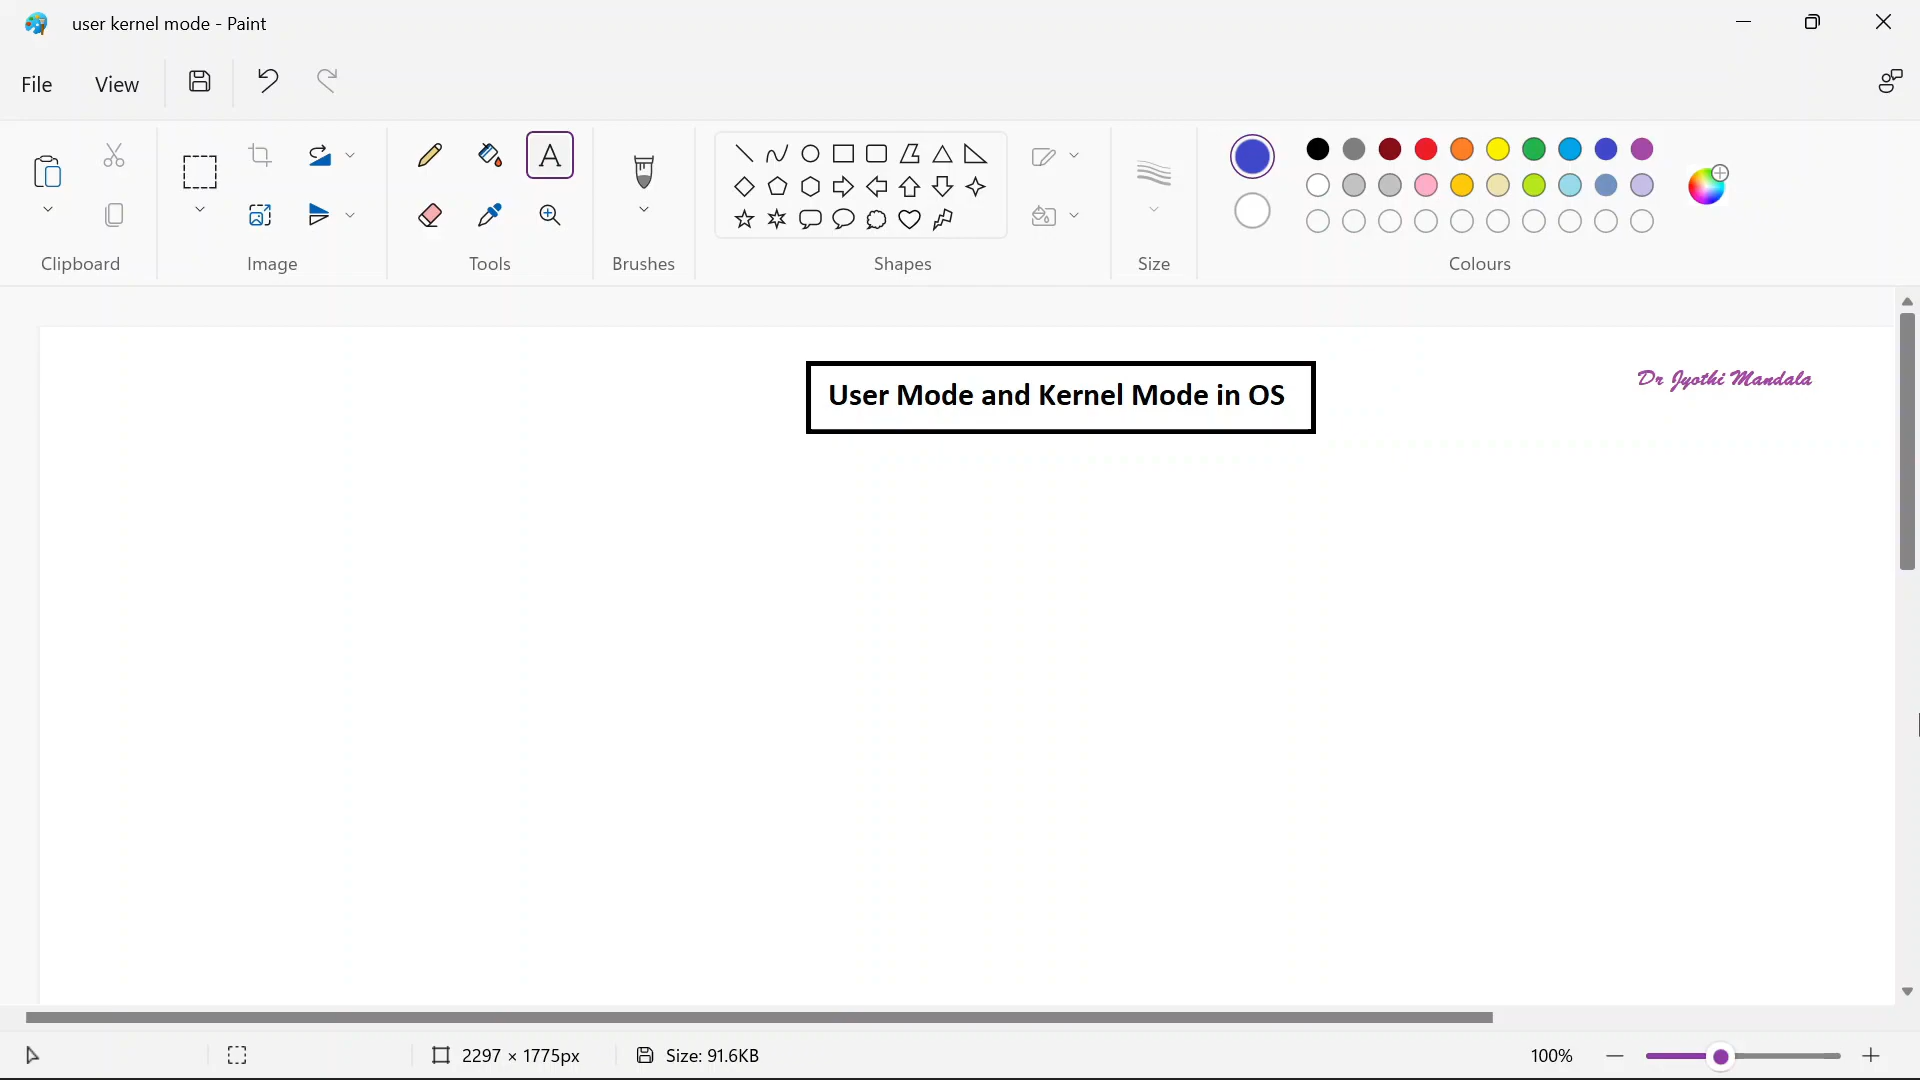 user kernel mode - Paint
File View
Clipboard Image Tools Brushes Shapes Size Colours
User Mode and Kernel Mode in OS
Dr Jyothi Mandala
2297 × 1775px Size: 91.6KB 100%